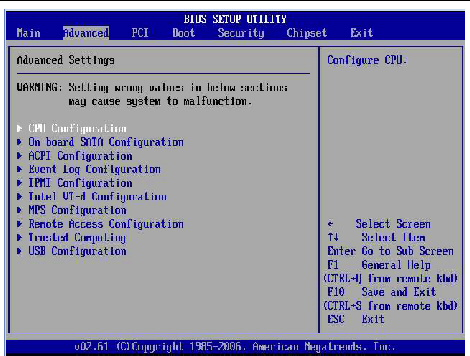 BIOS SETUP UTILITY
Main Advanced PCI Boot Security Chipset Exit
Advanced Settings
WARNING: Setting wrong values in below sections
may cause system to malfunction.
CPU Configuration
On board SATA Configuration
ACPI Configuration
Event Log Configuration
IPMI Configuration
Intel VT-d Configuration
MPS Configuration
Remote Access Configuration
Trusted Computing
USB Configuration
Configure CPU.
← Select Screen
↑↓ Select Item
Enter Go to Sub Screen
F1 General Help
(CTRL+Q from remote kbd)
F10 Save and Exit
(CTRL+S from remote kbd)
ESC Exit
v02.61 (C)Copyright 1985-2006, American Megatrends, Inc.